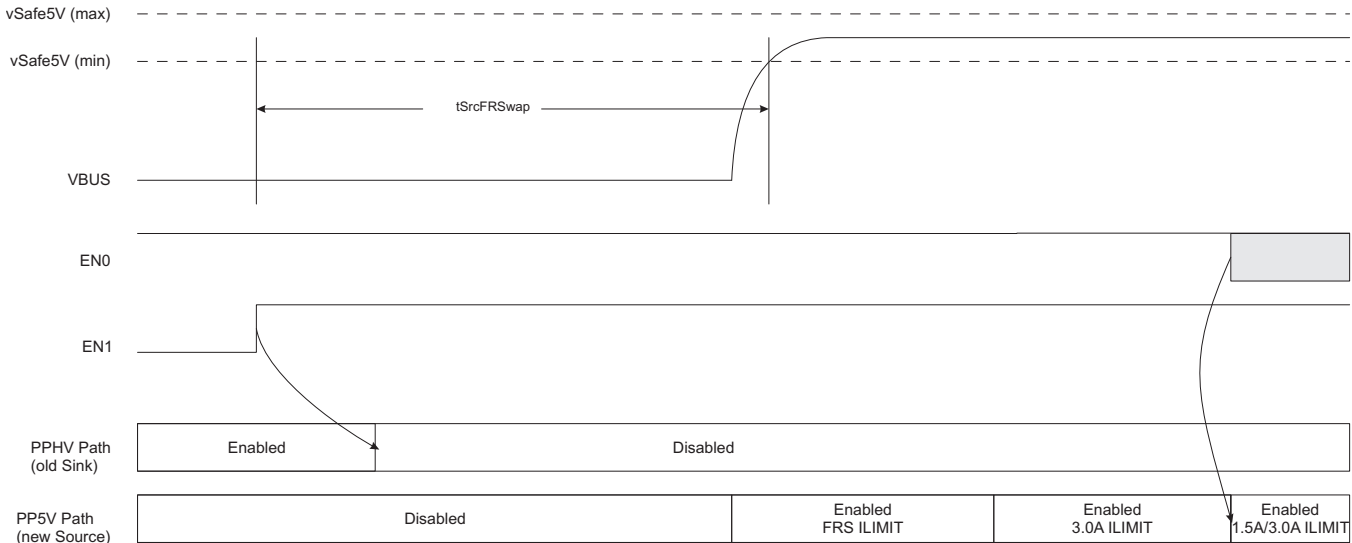 vSafe5V (max)
vSafe5V (min)
tSrcFRSwap
VBUS
EN0
EN1
PPHV Path
(old Sink)
Enabled
Disabled
PP5V Path
(new Source)
Disabled
Enabled
FRS ILIMIT
Enabled
3.0A ILIMIT
Enabled
1.5A/3.0A ILIMIT